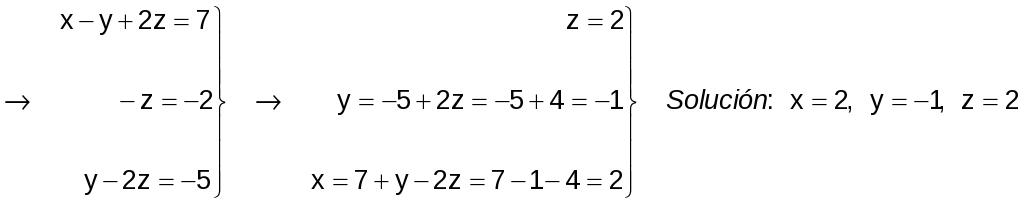 x − y + 2z = 7
z = 2
→ − z = −2 → y = −5 + 2z = −5 + 4 = −1 Solución: x = 2, y = −1, z = 2
y − 2z = −5
x = 7 + y − 2z = 7 − 1 − 4 = 2